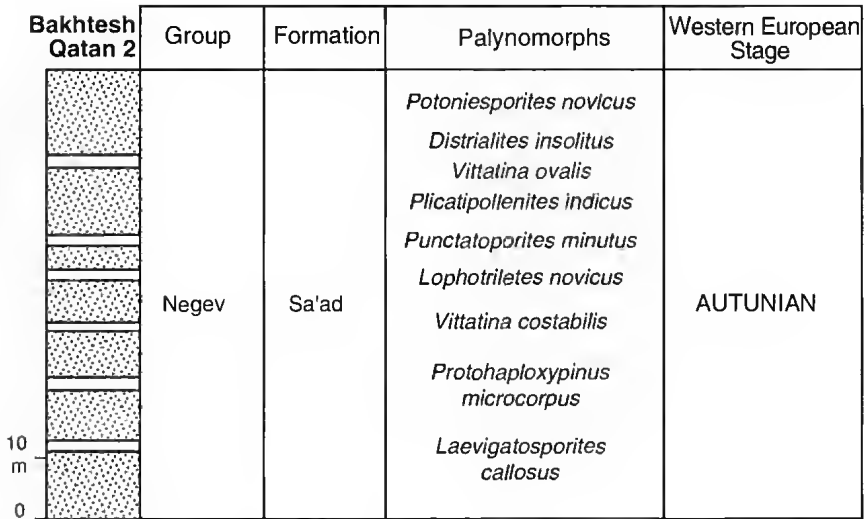 Bakhtesh
Qatan 2
Group
Formation
Palynomorphs
Western European
Stage
Potoniesporites novicus
Distrialites insolitus
Vittatina ovalis
Plicatipollenites indicus
Punctatoporites minutus
Lophotriletes novicus
Negev
Sa'ad
AUTUNIAN
Vittatina costabilis
Protohaploxypinus
microcorpus
Laevigatosporites
callosus
10
m
0